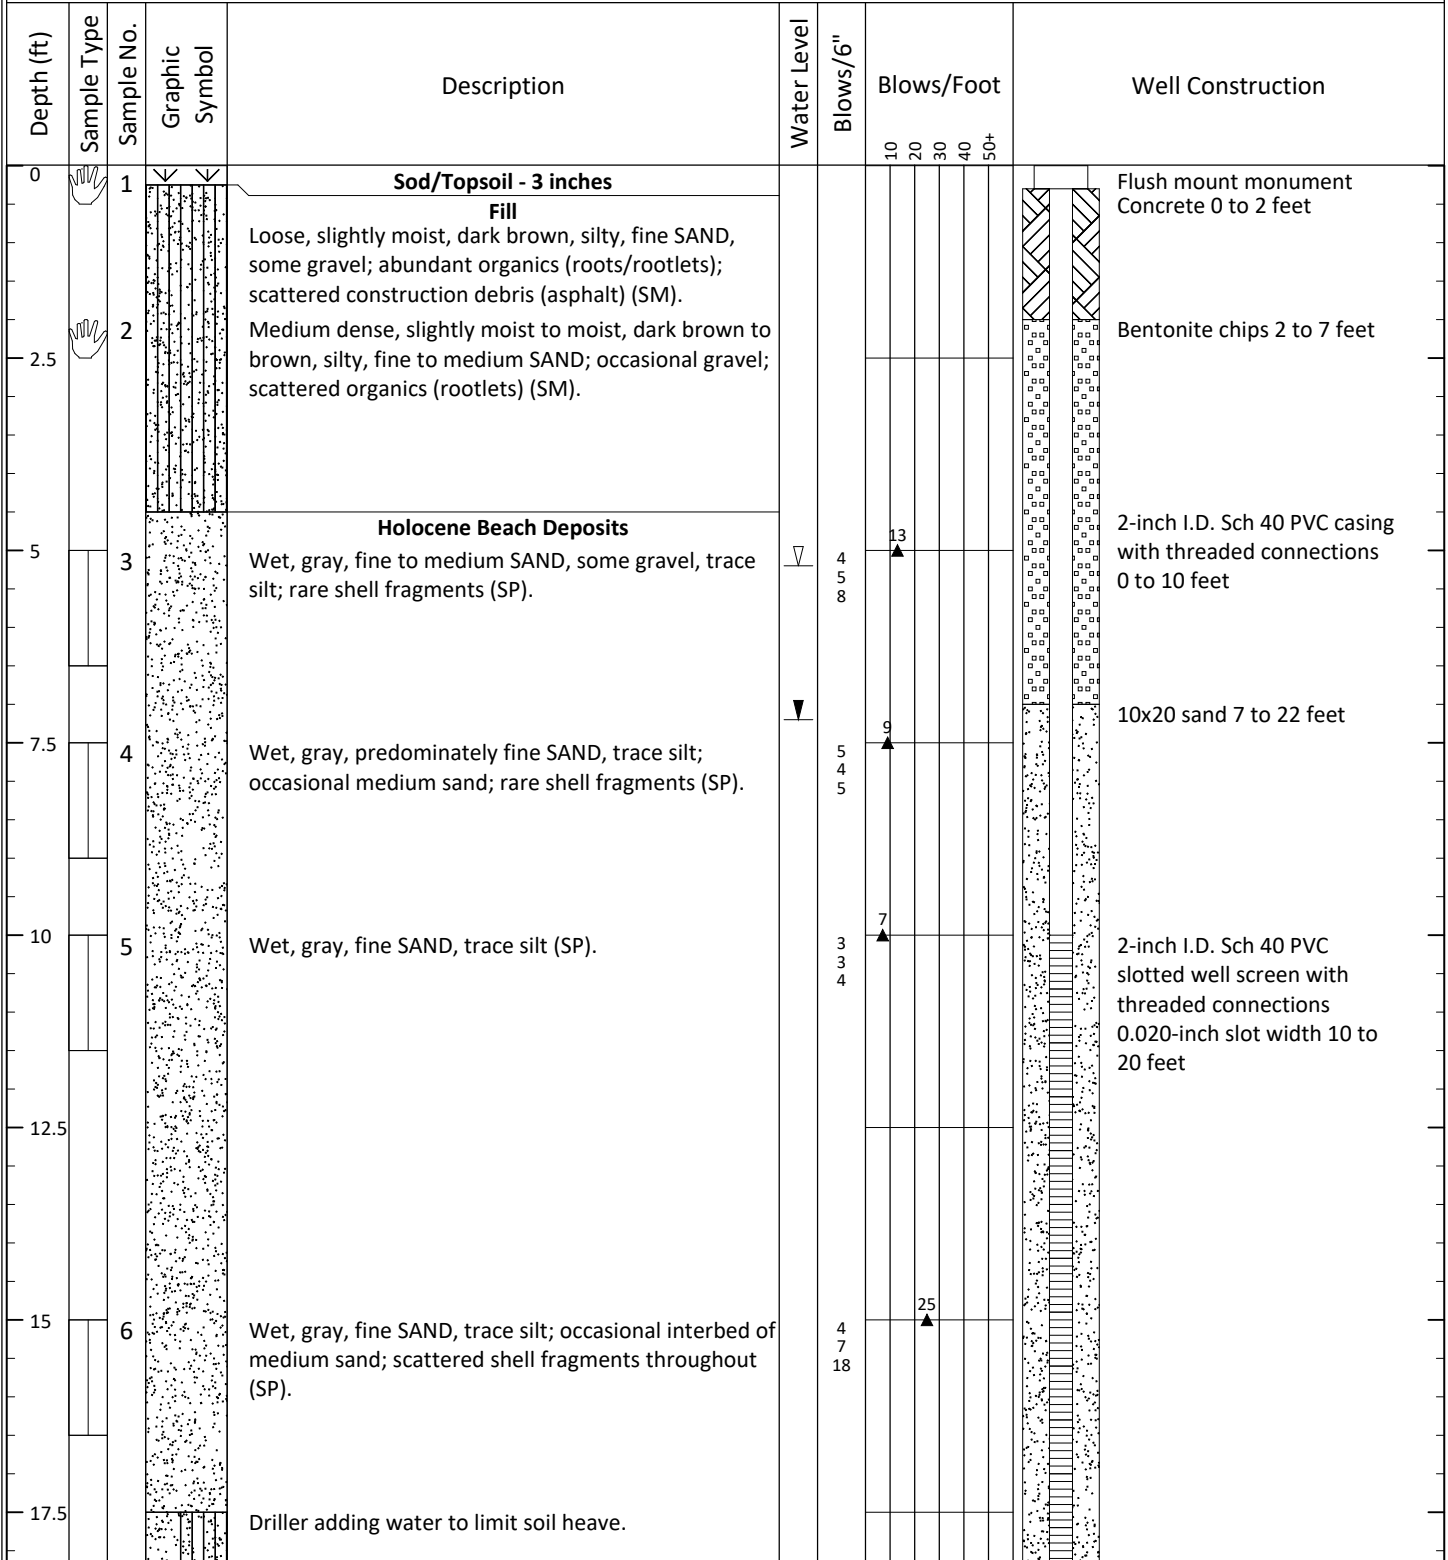 Depth (ft)
Sample Type
Sample No.
Graphic
Symbol
Description
Water Level
Blows/6"
Blows/Foot
10
20
30
40
50+
Well Construction
0
1
Sod/Topsoil - 3 inches
Flush mount monument
Concrete 0 to 2 feet
Fill
Loose, slightly moist, dark brown, silty, fine SAND,
some gravel; abundant organics (roots/rootlets);
scattered construction debris (asphalt) (SM).
2
Medium dense, slightly moist to moist, dark brown to
brown, silty, fine to medium SAND; occasional gravel;
scattered organics (rootlets) (SM).
Bentonite chips 2 to 7 feet
2.5
Holocene Beach Deposits
5
3
Wet, gray, fine to medium SAND, some gravel, trace
silt; rare shell fragments (SP).
4
5
8
13
2-inch I.D. Sch 40 PVC casing
with threaded connections
0 to 10 feet
10x20 sand 7 to 22 feet
7.5
4
Wet, gray, predominately fine SAND, trace silt;
occasional medium sand; rare shell fragments (SP).
5
4
5
9
10
5
Wet, gray, fine SAND, trace silt (SP).
3
3
4
7
2-inch I.D. Sch 40 PVC
slotted well screen with
threaded connections
0.020-inch slot width 10 to
20 feet
12.5
15
6
Wet, gray, fine SAND, trace silt; occasional interbed of
medium sand; scattered shell fragments throughout
(SP).
4
7
18
25
17.5
Driller adding water to limit soil heave.